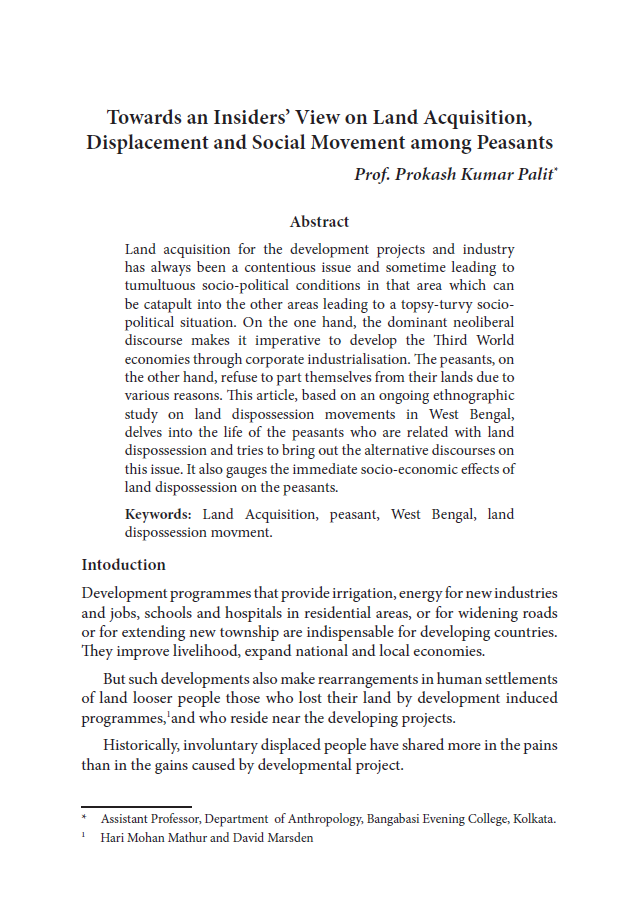 Towards an Insiders’ View on Land Acquisition,
Displacement and Social Movement among Peasants
Prof. Prokash Kumar Palit*
Abstract
Land acquisition for the development projects and industry
has always been a contentious issue and sometime leading to
tumultuous socio-political conditions in that area which can
be catapult into the other areas leading to a topsy-turvy socio-
political situation. On the one hand, the dominant neoliberal
discourse makes it imperative to develop the Third World
economies through corporate industrialisation. The peasants, on
the other hand, refuse to part themselves from their lands due to
various reasons. This article, based on an ongoing ethnographic
study on land dispossession movements in West Bengal,
delves into the life of the peasants who are related with land
dispossession and tries to bring out the alternative discourses on
this issue. It also gauges the immediate socio-economic effects of
land dispossession on the peasants.
Keywords: Land Acquisition, peasant, West Bengal, land
dispossession movment.
Intoduction
Development programmes that provide irrigation, energy for new industries
and jobs, schools and hospitals in residential areas, or for widening roads
or for extending new township are indispensable for developing countries.
They improve livelihood, expand national and local economies.
But such developments also make rearrangements in human settlements
of land looser people those who lost their land by development induced
programmes,¹and who reside near the developing projects.
Historically, involuntary displaced people have shared more in the pains
than in the gains caused by developmental project.
* Assistant Professor, Department of Anthropology, Bangabasi Evening College, Kolkata.
¹ Hari Mohan Mathur and David Marsden